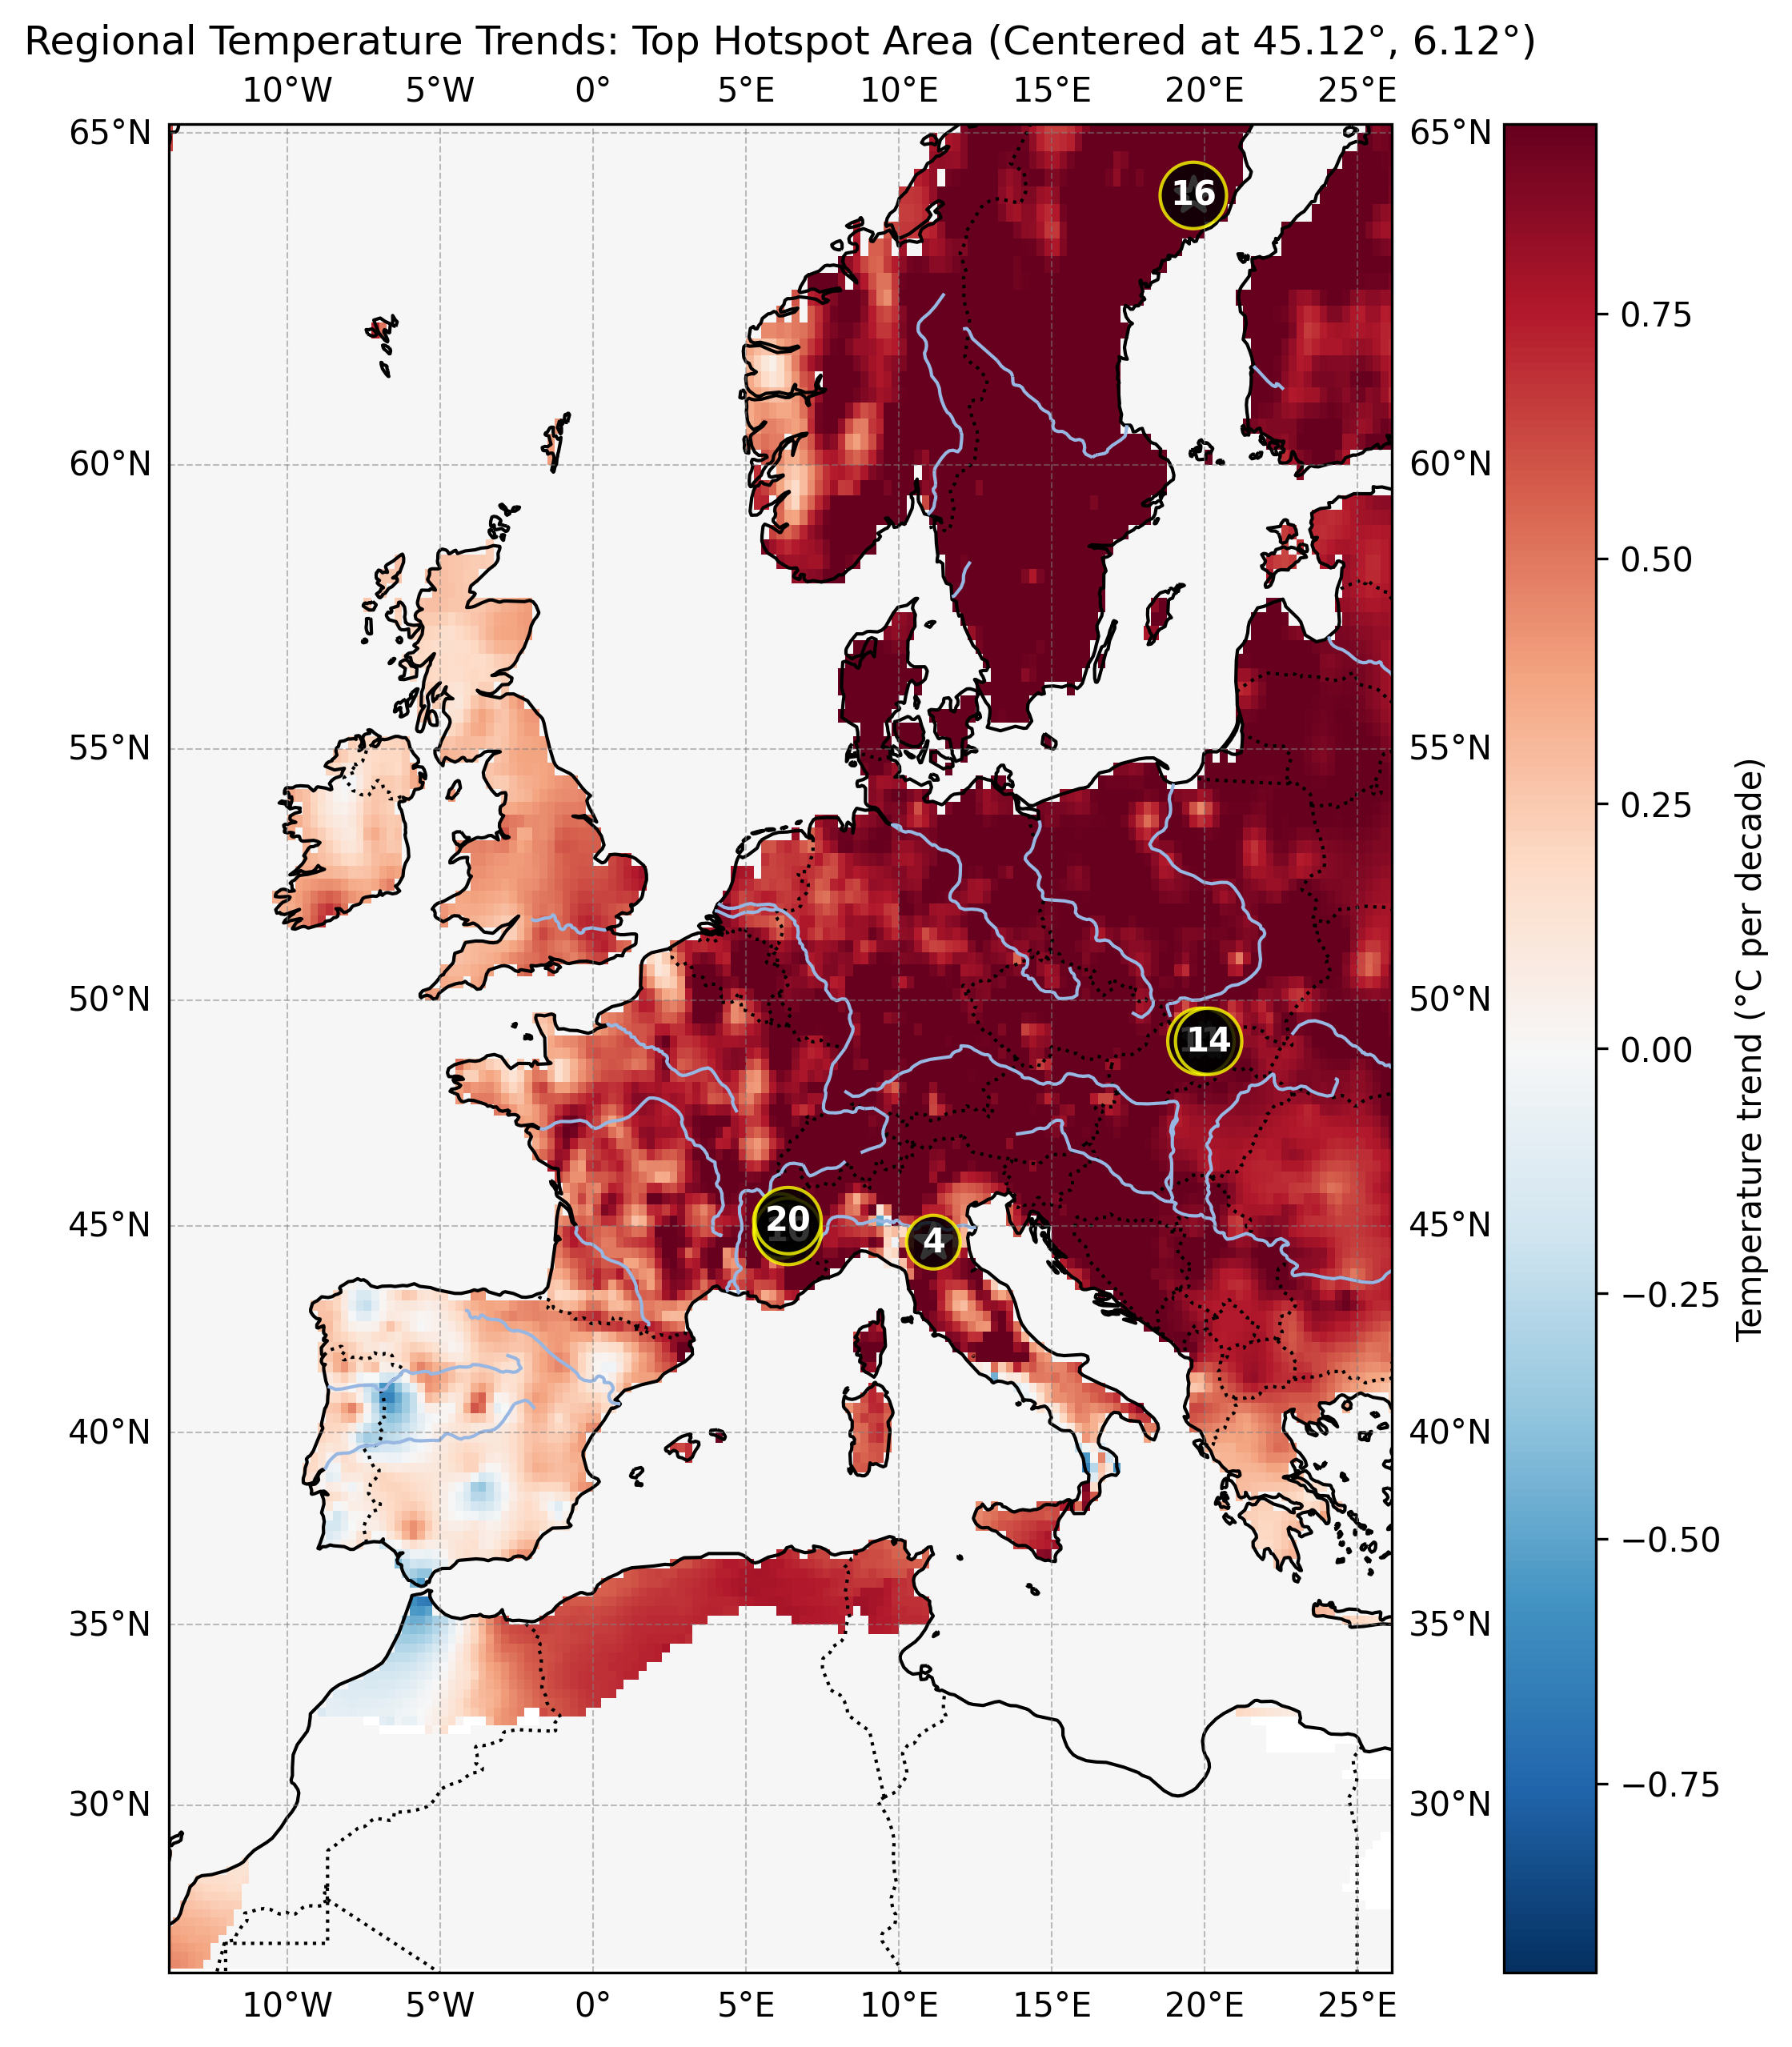 Regional Temperature Trends: Top Hotspot Area (Centered at 45.12°, 6.12°)
10°W 5°W 0° 5°E 10°E 15°E 20°E 25°E
65°N 65°N
16
0.75
60°N 60°N
0.50
55°N 55°N
0.25
50°N 50°N
14
0.00
20
45°N 45°N
4
−0.25
40°N 40°N
−0.50
35°N 35°N
−0.75
30°N 30°N
10°W 5°W 0° 5°E 10°E 15°E 20°E 25°E
Temperature trend (°C per decade)